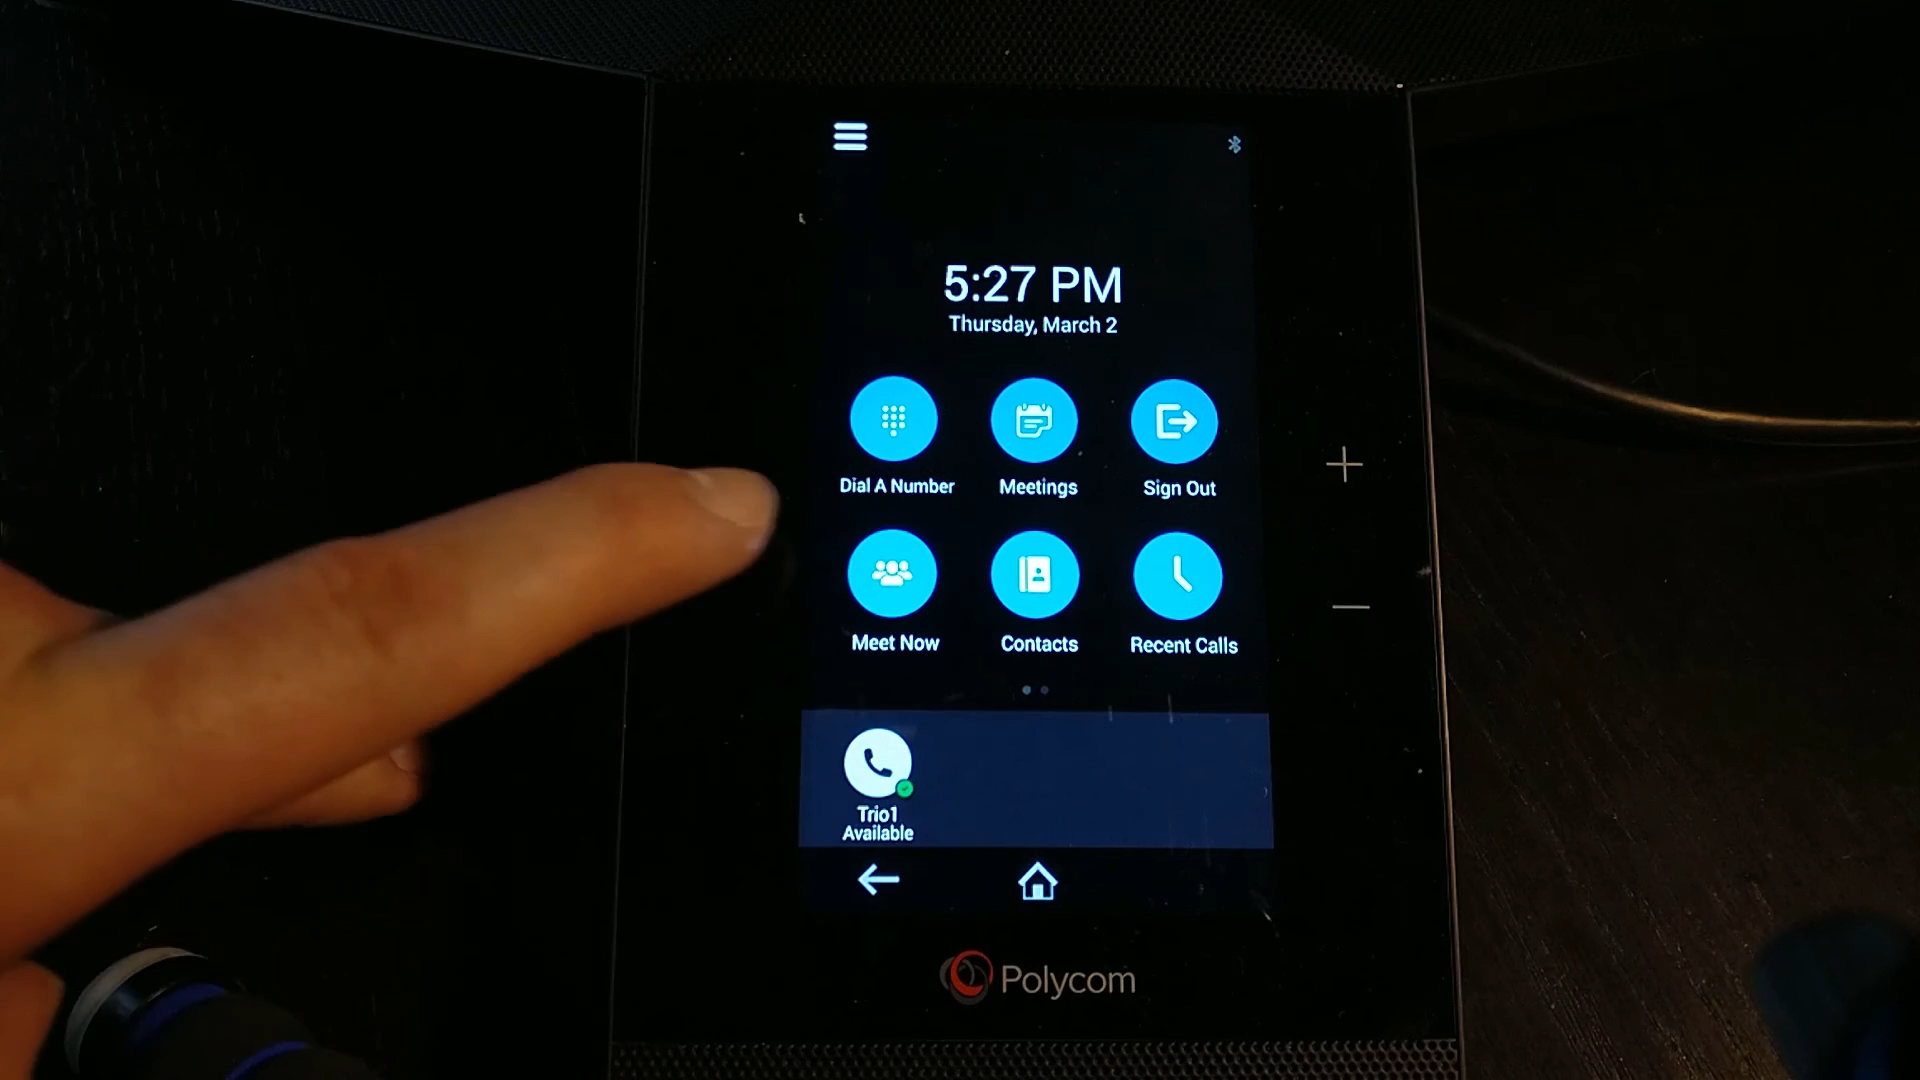 5:27 PM
Thursday, March 2
Dial A Number
Meetings
Sign Out
Meet Now
Contacts
Recent Calls
Trio1
Available
Polycom